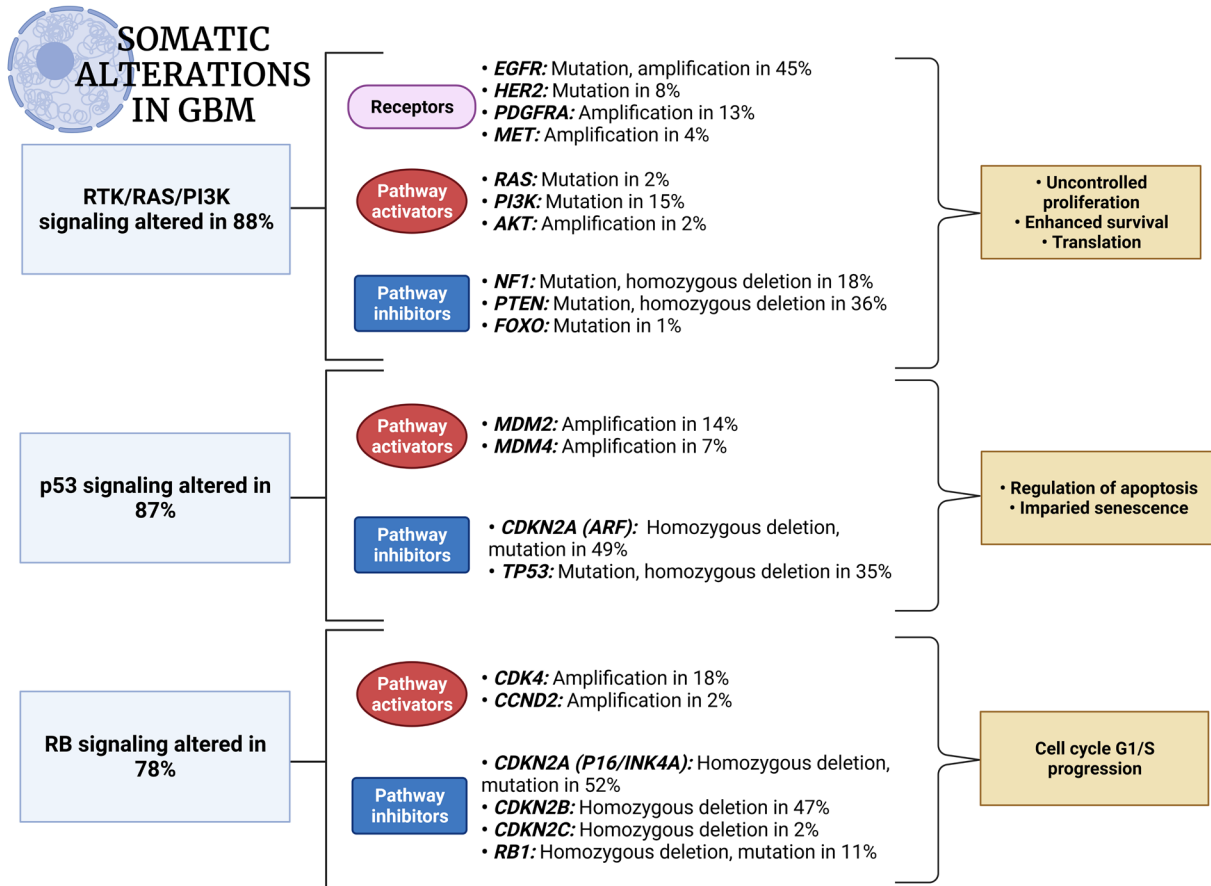 SOMATIC
ALTERATIONS
IN GBM
RTK/RAS/PI3K
signaling altered in 88%
Receptors
• EGFR: Mutation, amplification in 45%
• HER2: Mutation in 8%
• PDGFRA: Amplification in 13%
• MET: Amplification in 4%
Pathway
activators
• RAS: Mutation in 2%
• PI3K: Mutation in 15%
• AKT: Amplification in 2%
Pathway
inhibitors
• NF1: Mutation, homozygous deletion in 18%
• PTEN: Mutation, homozygous deletion in 36%
• FOXO: Mutation in 1%
• Uncontrolled
proliferation
• Enhanced survival
• Translation
p53 signaling altered in
87%
Pathway
activators
• MDM2: Amplification in 14%
• MDM4: Amplification in 7%
Pathway
inhibitors
• CDKN2A (ARF): Homozygous deletion,
mutation in 49%
• TP53: Mutation, homozygous deletion in 35%
• Regulation of apoptosis
• Imparied senescence
RB signaling altered in
78%
Pathway
activators
• CDK4: Amplification in 18%
• CCND2: Amplification in 2%
Pathway
inhibitors
• CDKN2A (P16/INK4A): Homozygous deletion,
mutation in 52%
• CDKN2B: Homozygous deletion in 47%
• CDKN2C: Homozygous deletion in 2%
• RB1: Homozygous deletion, mutation in 11%
Cell cycle G1/S
progression